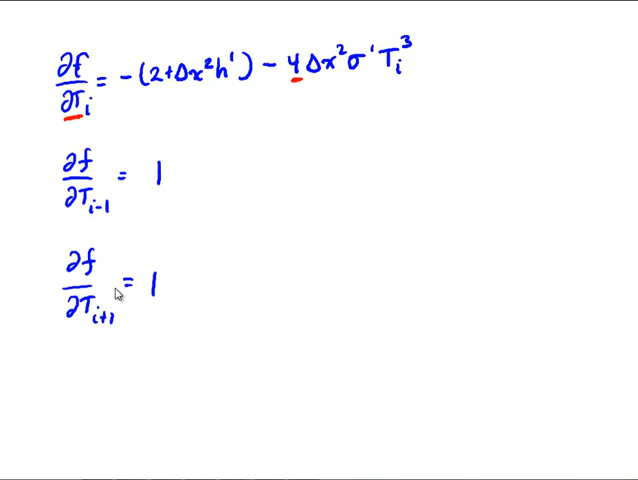 ∂f/∂T_i = -(2+Δx²h') - 4Δx²σ'T_i³
∂f/∂T_{i-1} = 1
∂f/∂T_{i+1} = 1